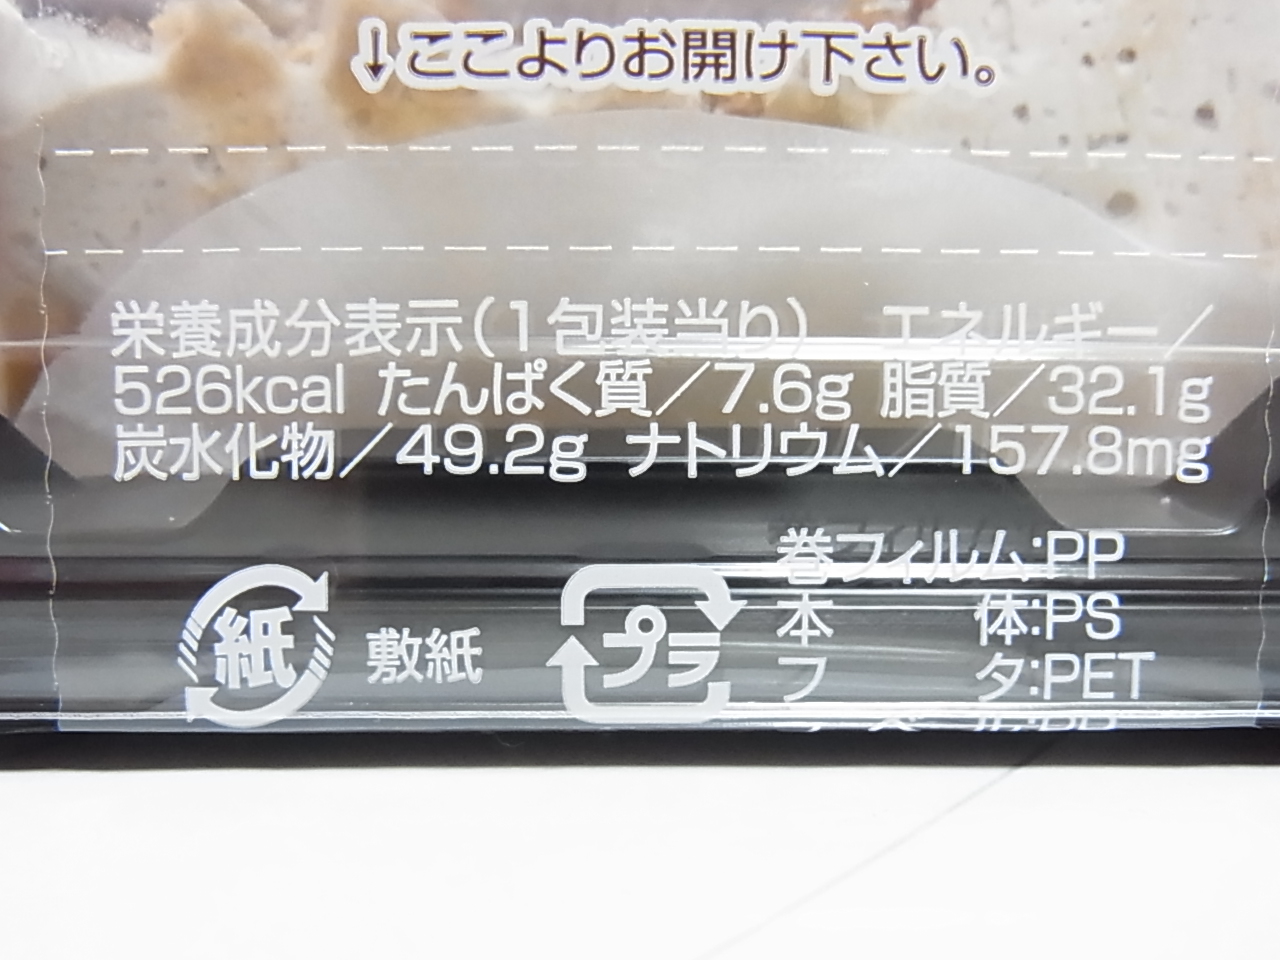 ↓ここよりお開け下さい。
栄養成分表示(1包装当り) エネルギー/
526kcal たんぱく質/7.6g 脂質/32.1g
炭水化物/49.2g ナトリウム/157.8mg
紙 敷紙
プラ
巻フィルム:PP
本体:PS
フタ:PET